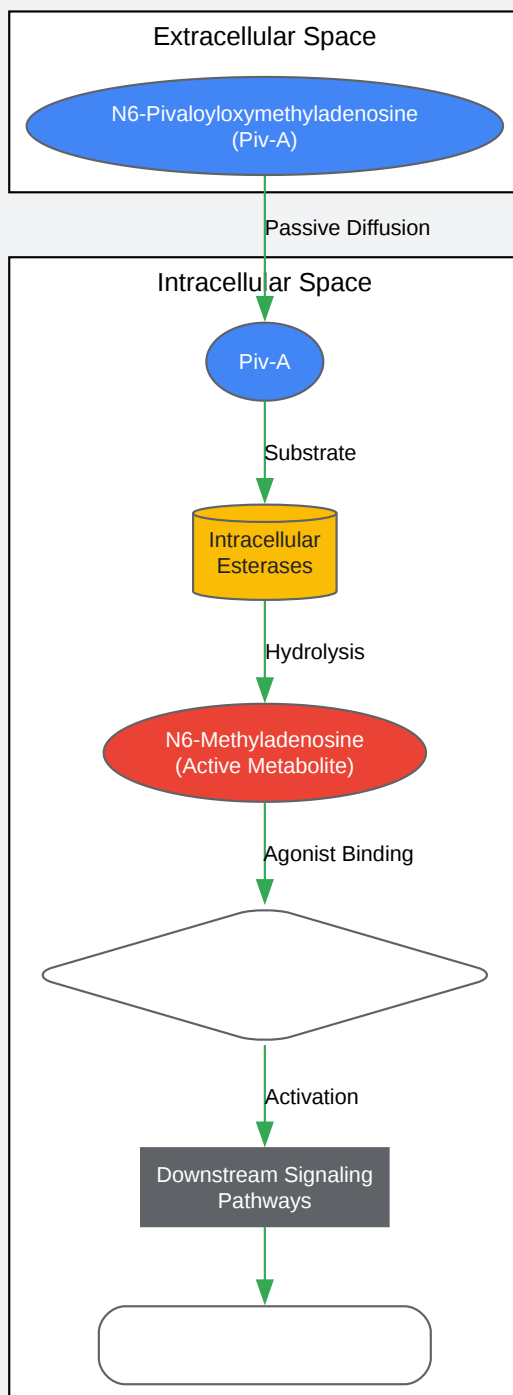 Extracellular Space
N6-Pivaloyloxymethyladenosine
(Piv-A)
Passive Diffusion
Intracellular Space
Piv-A
Substrate
Intracellular
Esterases
Hydrolysis
N6-Methyladenosine
(Active Metabolite)
Agonist Binding
Activation
Downstream Signaling
Pathways